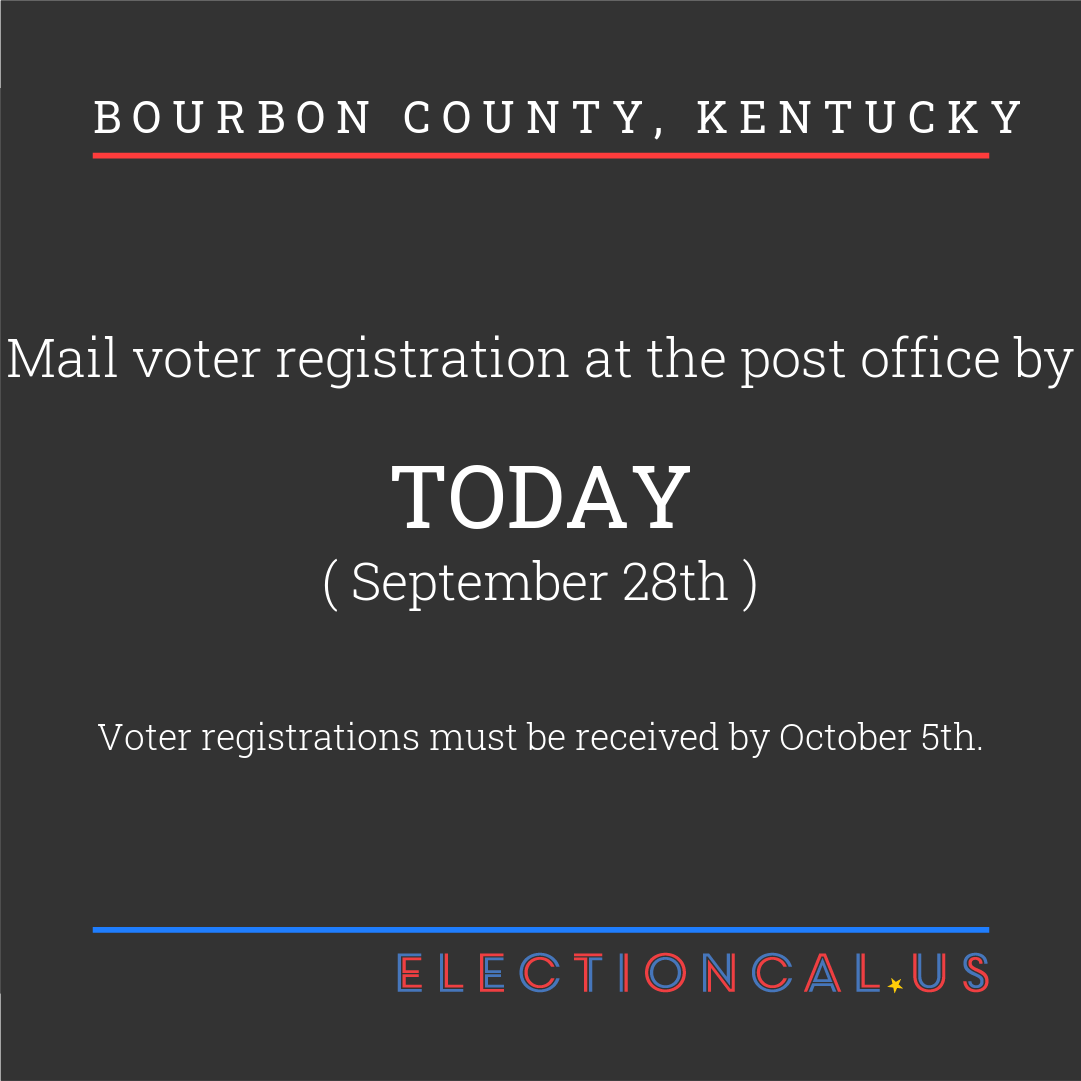 BOURBON COUNTY, KENTUCKY
Mail voter registration at the post office by
TODAY
( September 28th )
Voter registrations must be received by October 5th.
ELECTIONCAL.US